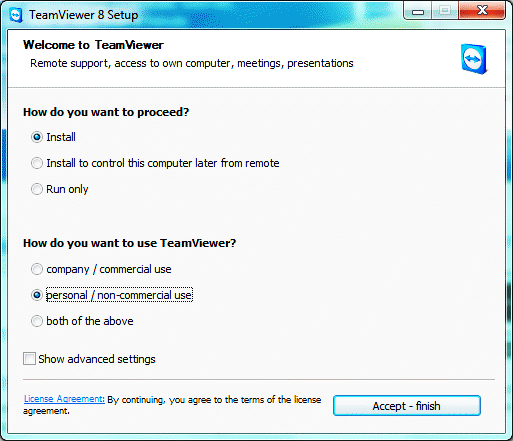 TeamViewer 8 Setup
Welcome to TeamViewer
Remote support, access to own computer, meetings, presentations
How do you want to proceed?
Install
Install to control this computer later from remote
Run only
How do you want to use TeamViewer?
company / commercial use
personal / non-commercial use
both of the above
Show advanced settings
License Agreement: By continuing, you agree to the terms of the license
agreement.
Accept - finish